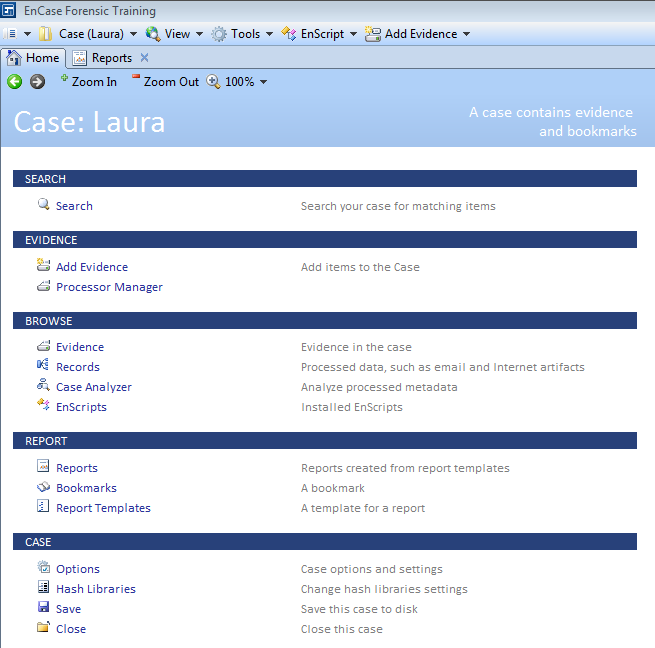 EnCase Forensic Training
Case (Laura) View Tools EnScript Add Evidence
Home Reports
Zoom In Zoom Out 100%
Case: Laura
A case contains evidence
and bookmarks
SEARCH
Search Search your case for matching items
EVIDENCE
Add Evidence Add items to the Case
Processor Manager
BROWSE
Evidence Evidence in the case
Records Processed data, such as email and Internet artifacts
Case Analyzer Analyze processed metadata
EnScripts Installed EnScripts
REPORT
Reports Reports created from report templates
Bookmarks A bookmark
Report Templates A template for a report
CASE
Options Case options and settings
Hash Libraries Change hash libraries settings
Save Save this case to disk
Close Close this case